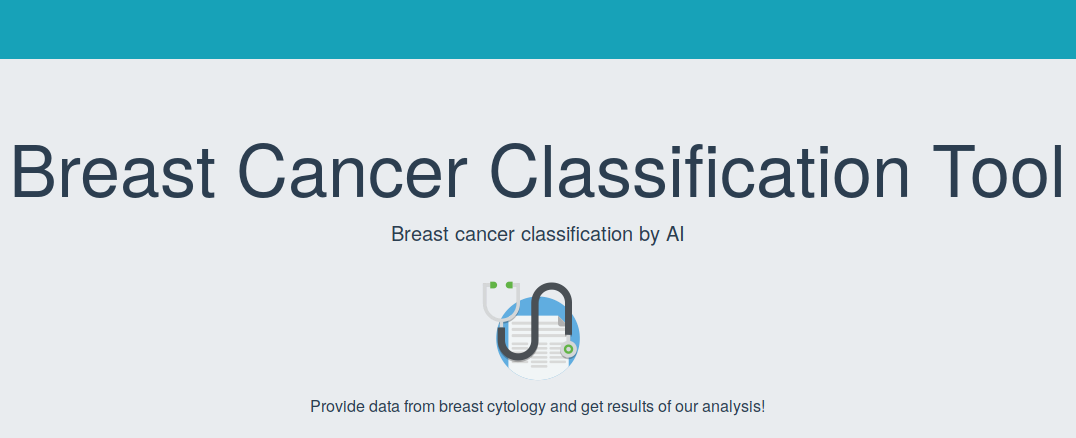 Breast Cancer Classification Tool
Breast cancer classification by AI
Provide data from breast cytology and get results of our analysis!